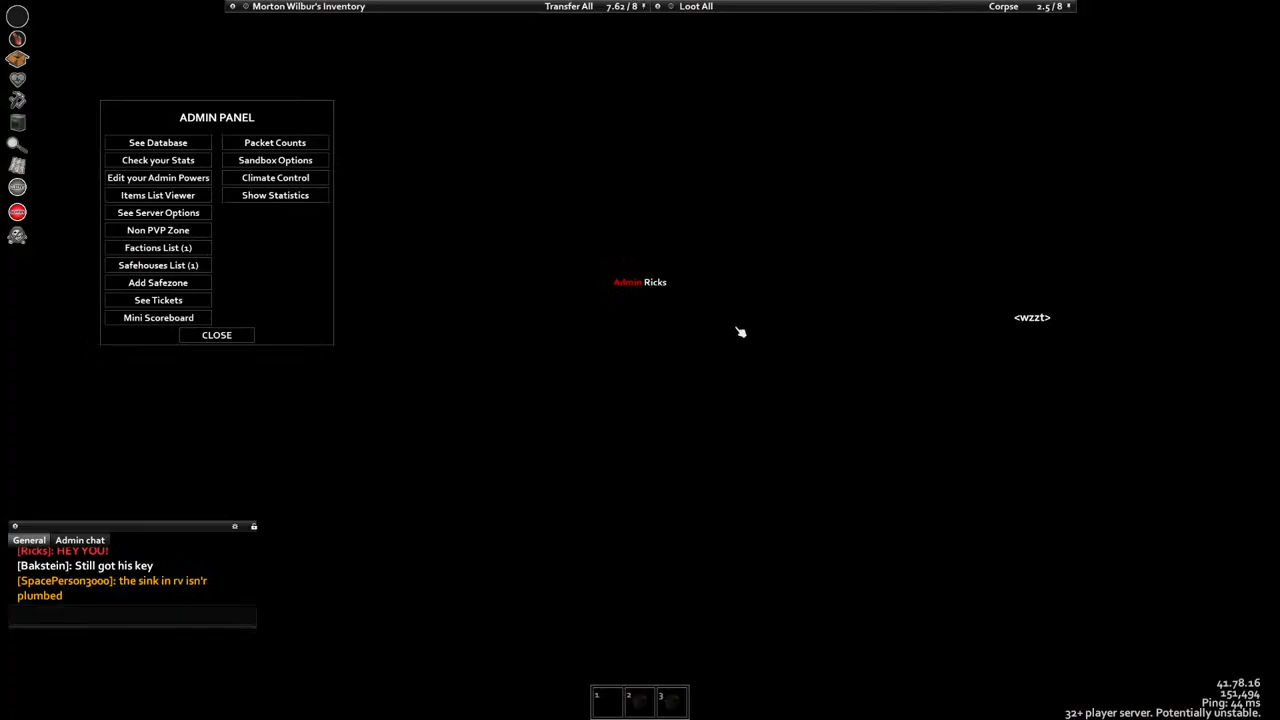 Morton Wilbur's Inventory Transfer All 7.62 / 8 Loot All Corpse 2.5 / 8
ADMIN PANEL
See Database Packet Counts
Check your Stats Sandbox Options
Edit your Admin Powers Climate Control
Items List Viewer Show Statistics
See Server Options
Non PVP Zone
Factions List (1)
Safehouses List (1)
Add Safezone
See Tickets
Mini Scoreboard
CLOSE
Admin Ricks
<wzzt>
General Admin chat
[Ricks]: HEY YOU!
[Bakstein]: Still got his key
[SpacePerson3000]: the sink in rv isn'r
plumbed
1 2 3
41.78.16
151,494
Ping: 44 ms
32+ player server. Potentially unstable.